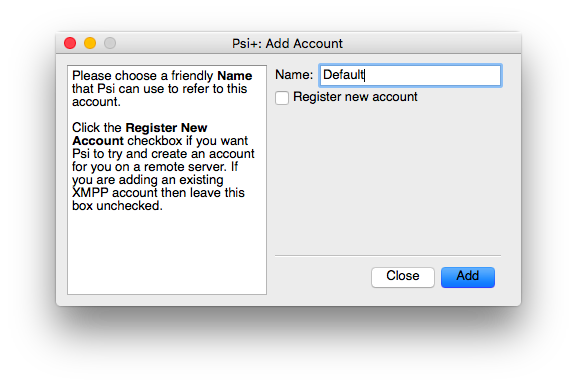 Psi+: Add Account
Please choose a friendly Name
that Psi can use to refer to this
account.
Click the Register New
Account checkbox if you want
Psi to try and create an account
for you on a remote server. If
you are adding an existing
XMPP account then leave this
box unchecked.
Name: Default
Register new account
Close Add